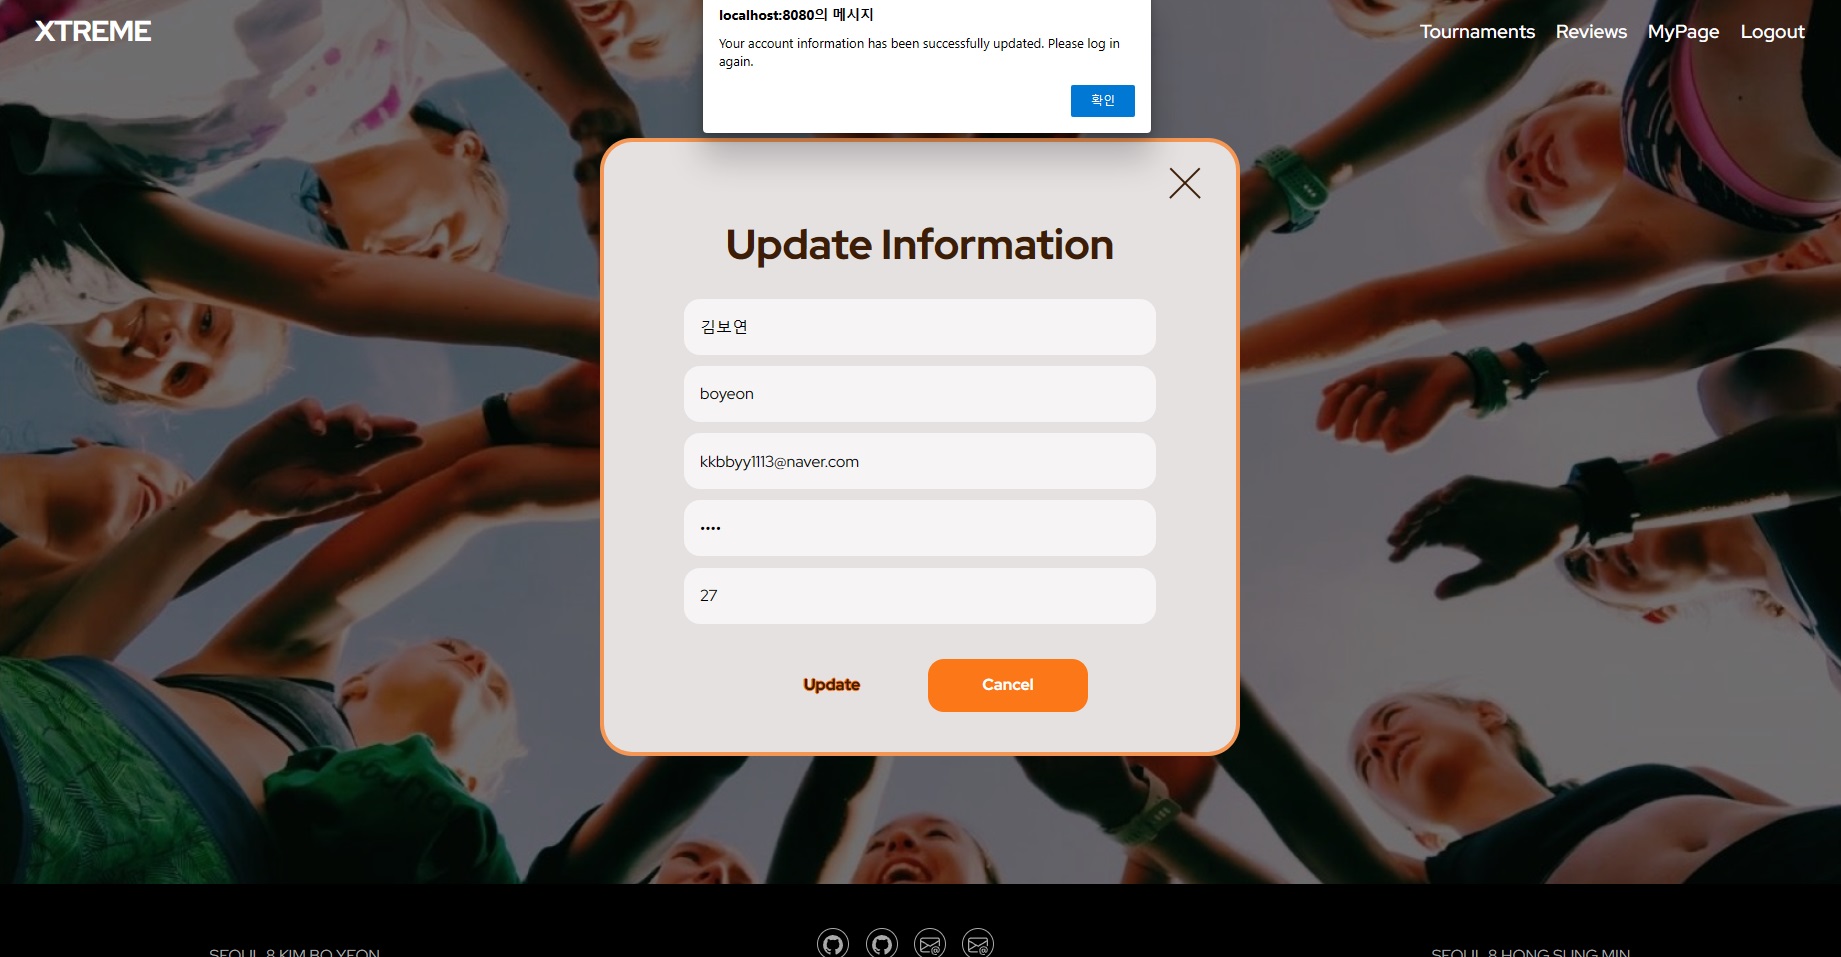 XTREME
Tournaments Reviews MyPage Logout
localhost:8080의 메시지
Your account information has been successfully updated. Please log in
again.
확인
Update Information
김보연
boyeon
kkbbyy1113@naver.com
••••
27
Update Cancel
SEOUL 8 KIM BO YEON
SEOUL 8 HONG SUNG MIN